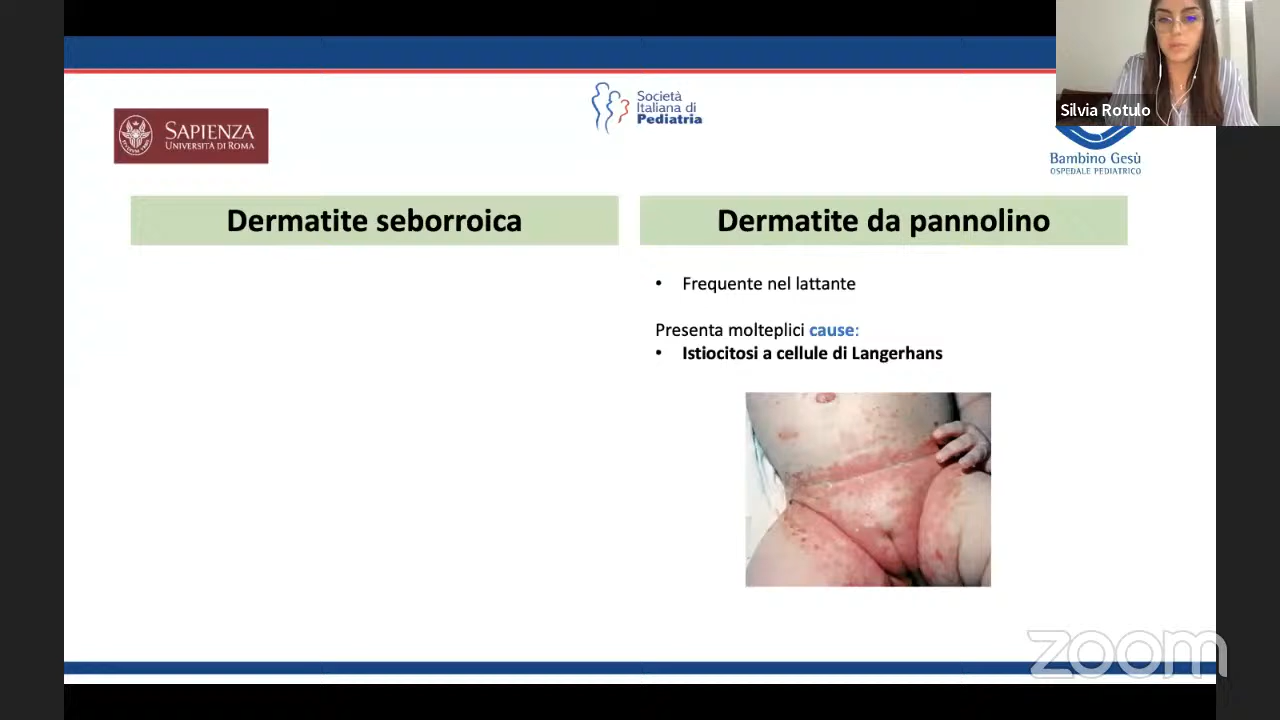 Silvia Rotulo
SAPIENZA
UNIVERSITÀ DI ROMA
Società
Italiana di
Pediatria
Bambino Gesù
OSPEDALE PEDIATRICO
Dermatite seborroica
Dermatite da pannolino
• Frequente nel lattante
Presenta molteplici cause:
• Istiocitosi a cellule di Langerhans
zoom